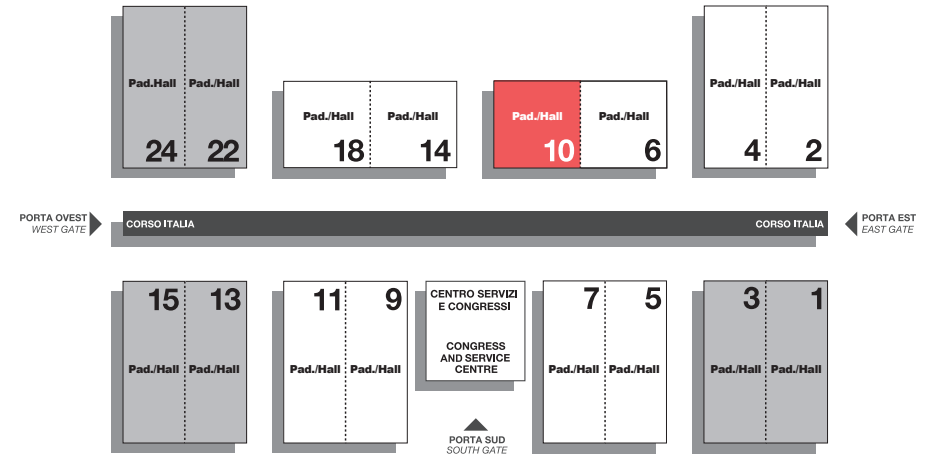 Pad.Hall Pad./Hall
24 22
Pad./Hall Pad./Hall
18 14
Pad./Hall Pad./Hall
10 6
Pad./Hall Pad./Hall
4 2
PORTA OVEST
WEST GATE
CORSO ITALIA
CORSO ITALIA
PORTA EST
EAST GATE
15 13
Pad./Hall Pad./Hall
11 9
Pad./Hall Pad./Hall
CENTRO SERVIZI
E CONGRESSI
CONGRESS
AND SERVICE
CENTRE
7 5
Pad./Hall Pad./Hall
3 1
Pad./Hall Pad./Hall
PORTA SUD
SOUTH GATE